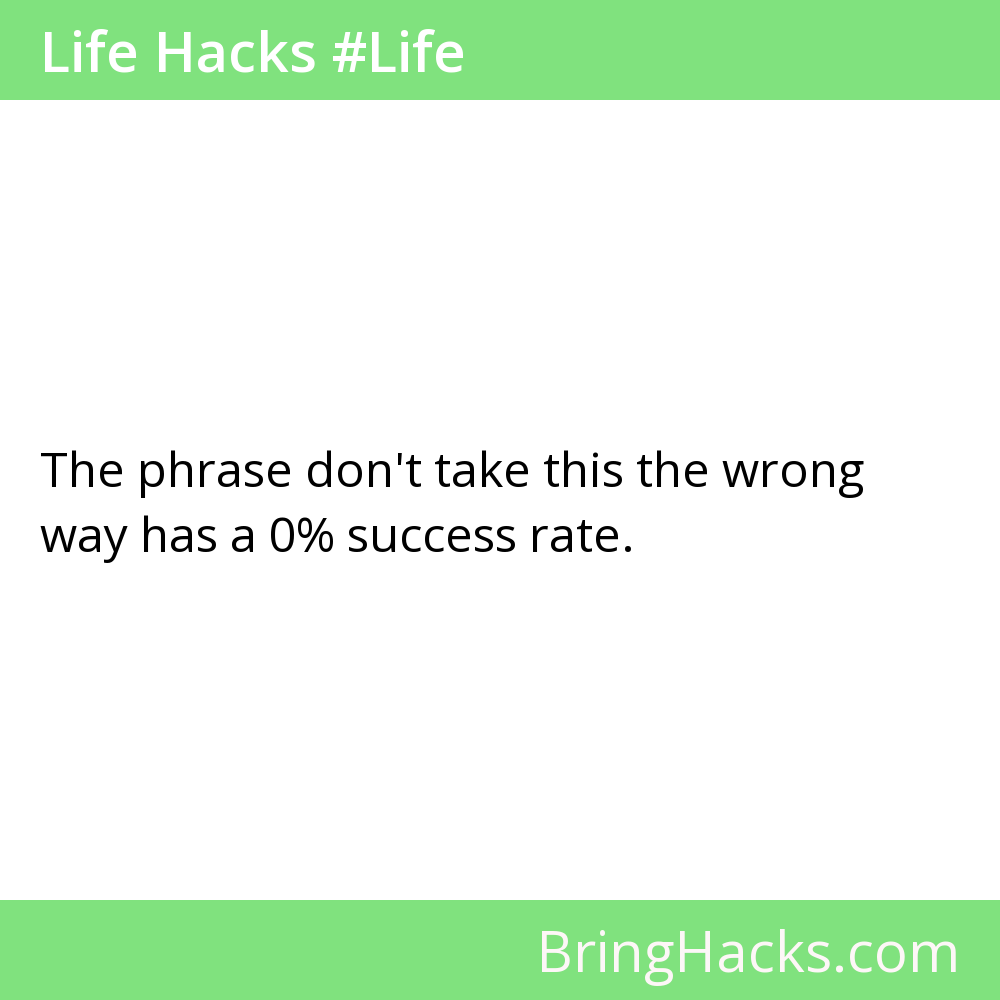 Life Hacks #Life
The phrase don't take this the wrong
way has a 0% success rate.
BringHacks.com